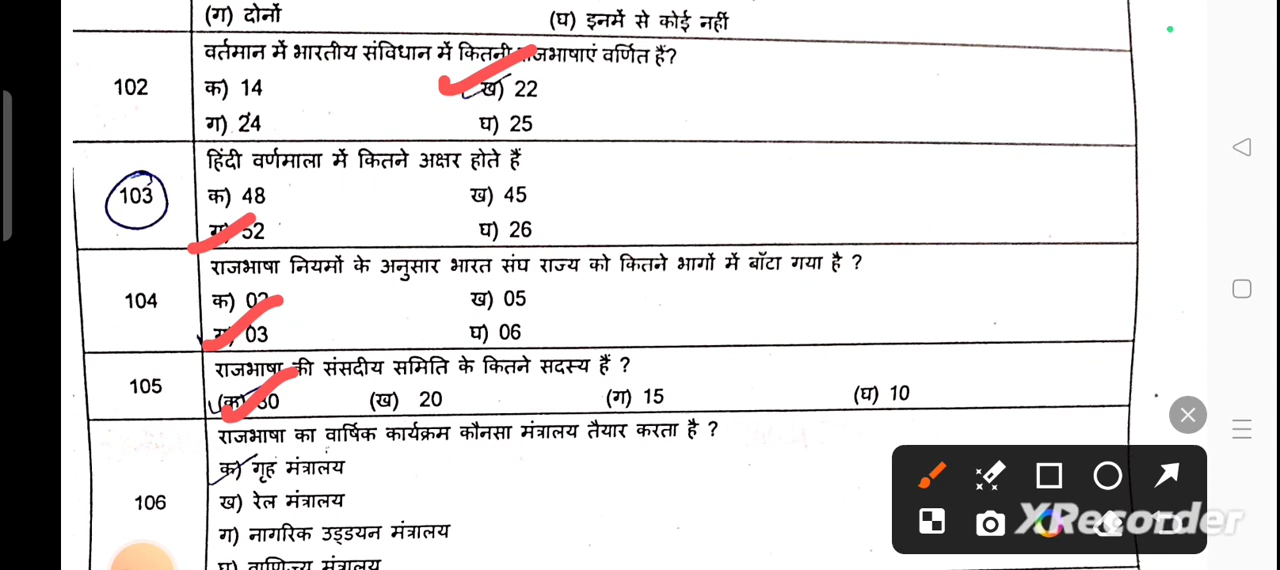 (ग) दोनों (घ) इनमें से कोई नहीं
102 वर्तमान में भारतीय संविधान में कितनी राजभाषाएं वर्णित हैं?
क) 14 ख) 22
ग) 24 घ) 25
103 हिंदी वर्णमाला में कितने अक्षर होते हैं
क) 48 ख) 45
ग) 52 घ) 26
104 राजभाषा नियमों के अनुसार भारत संघ राज्य को कितने भागों में बाँटा गया है ?
क) 02 ख) 05
ग) 03 घ) 06
105 राजभाषा की संसदीय समिति के कितने सदस्य हैं ?
(क) 30 (ख) 20 (ग) 15 (घ) 10
106 राजभाषा का वार्षिक कार्यक्रम कौनसा मंत्रालय तैयार करता है ?
क) गृह मंत्रालय
ख) रेल मंत्रालय
ग) नागरिक उड्डयन मंत्रालय
घ) वाणिज्य मंत्रालय
XRecorder